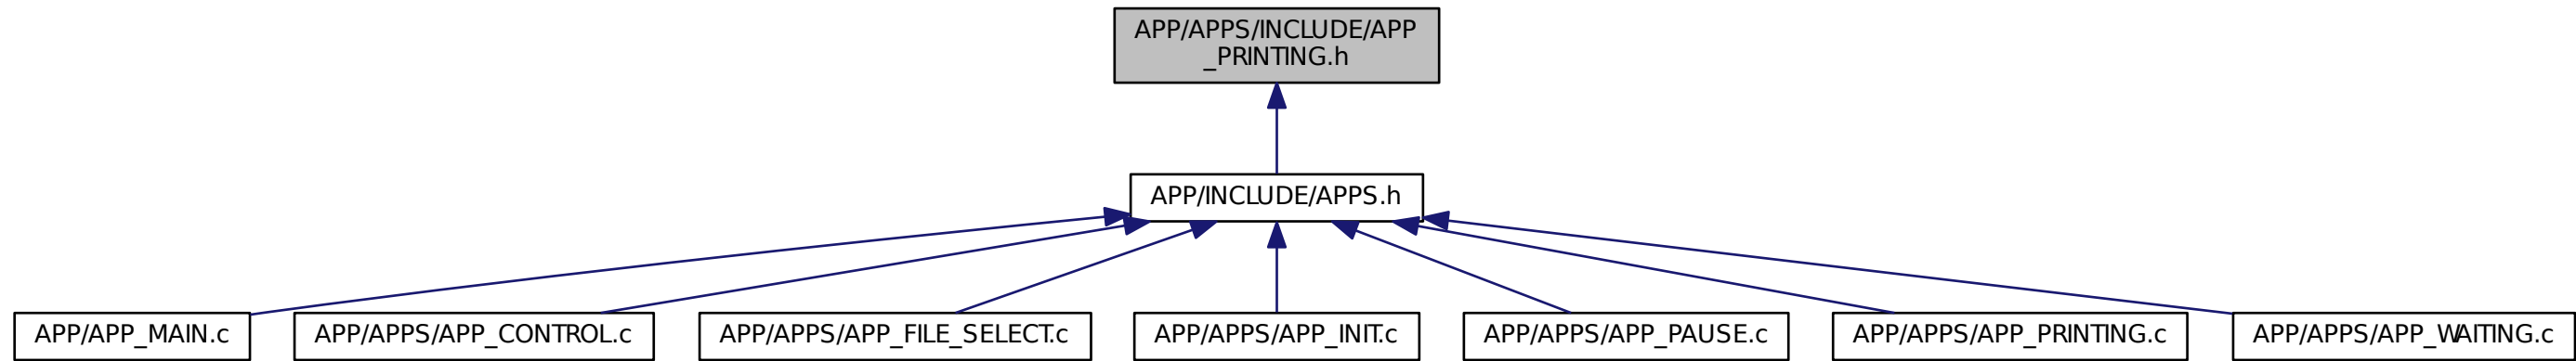 APP/APPS/INCLUDE/APP
_PRINTING.h
APP/INCLUDE/APPS.h
APP/APP_MAIN.c
APP/APPS/APP_CONTROL.c
APP/APPS/APP_FILE_SELECT.c
APP/APPS/APP_INIT.c
APP/APPS/APP_PAUSE.c
APP/APPS/APP_PRINTING.c
APP/APPS/APP_WAITING.c